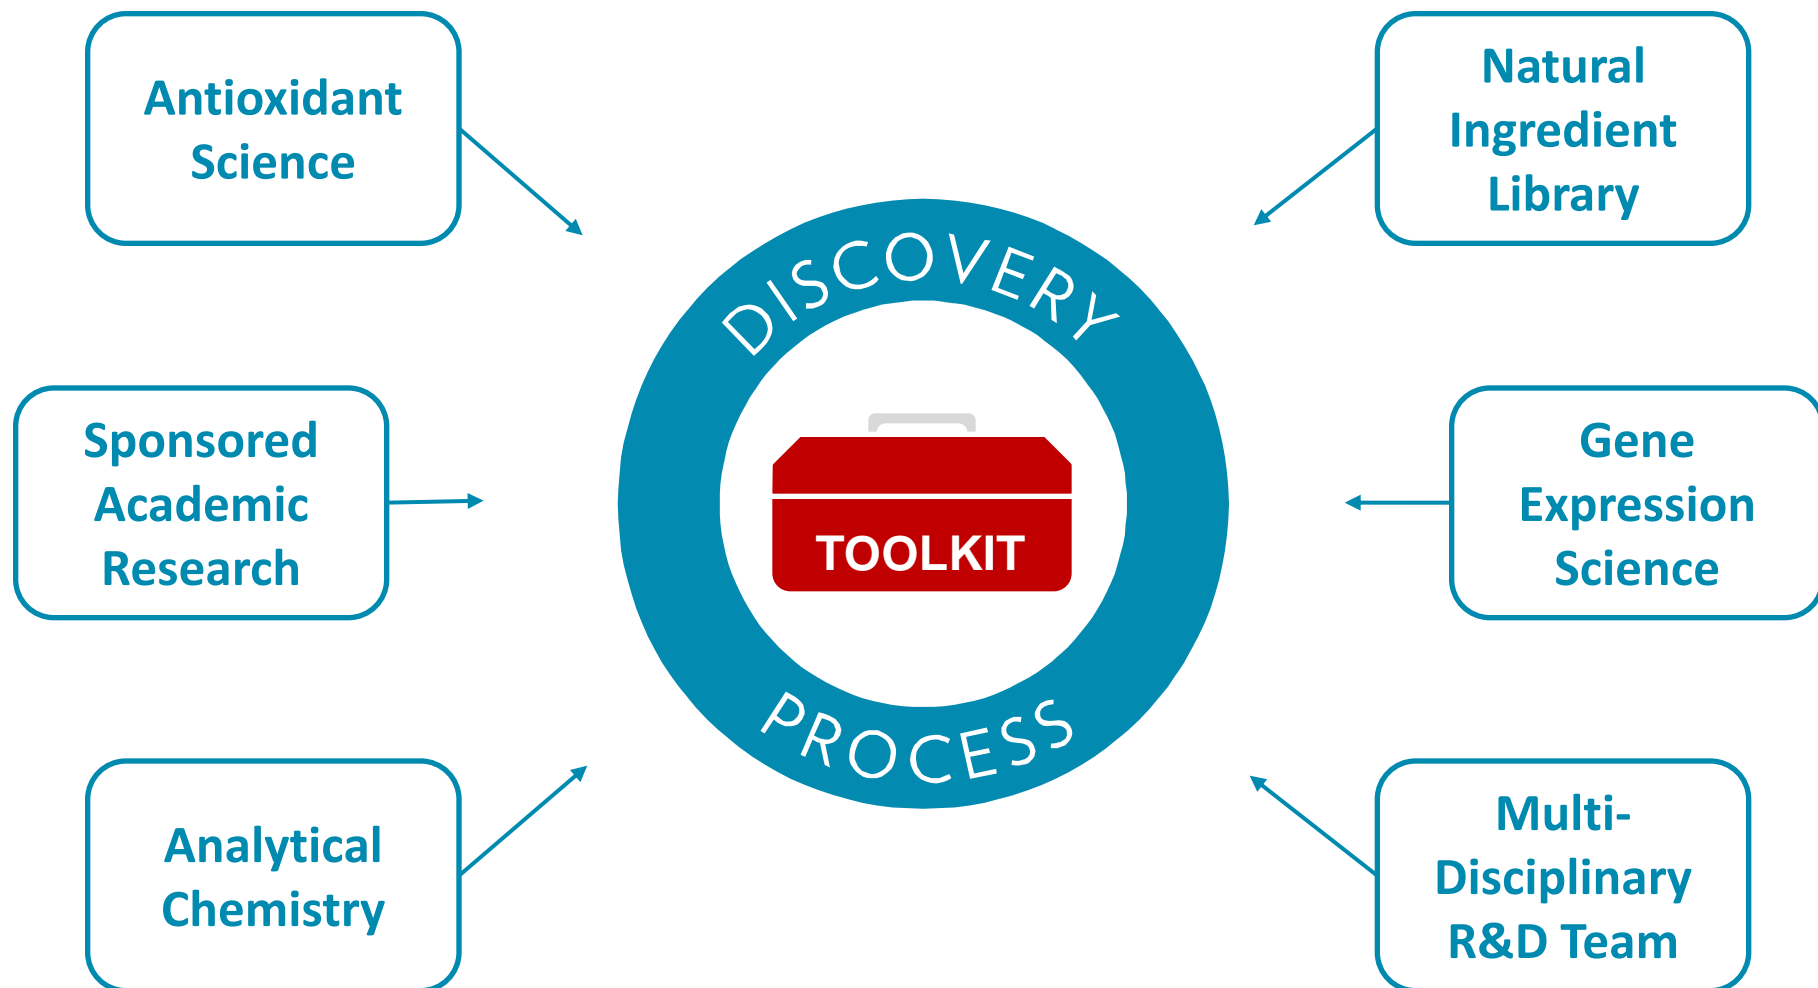 Antioxidant
Science
Natural
Ingredient
Library
DISCOVERY
Sponsored
Academic
Research
TOOLKIT
Gene
Expression
Science
PROCESS
Analytical
Chemistry
Multi-
Disciplinary
R&D Team